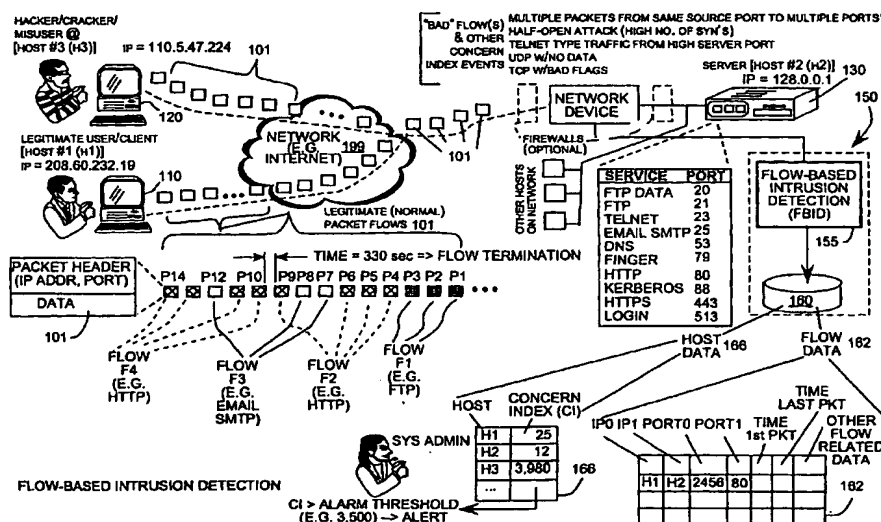 HACKER/CRACKER/
MISUSER @
[HOST #3 (H3)]
IP = 110.5.47.224
101
120
"BAD" FLOW(S)
& OTHER
CONCERN
INDEX EVENTS
MULTIPLE PACKETS FROM SAME SOURCE PORT TO MULTIPLE PORTS'
HALF-OPEN ATTACK (HIGH NO. OF SYN'S)
TELNET TYPE TRAFFIC FROM HIGH SERVER PORT
UDP W/NO DATA
TCP W/BAD FLAGS
SERVER [HOST #2 (H2)]
IP = 128.0.0.1
130
150
LEGITIMATE USER/CLIENT
[HOST #1 (H1)]
IP = 208.60.232.19
110
NETWORK
(E.G. 199
INTERNET)
101
NETWORK
DEVICE
FIREWALLS
(OPTIONAL)
OTHER HOSTS
ON NETWORK
SERVICE PORT
FTP DATA 20
FTP 21
TELNET 23
EMAIL SMTP 25
DNS 53
FINGER 79
HTTP 80
KERBEROS 88
HTTPS 443
LOGIN 513
FLOW-BASED
INTRUSION
DETECTION
(FBID)
155
160
LEGITIMATE (NORMAL)
PACKET FLOWS 101
TIME = 330 sec => FLOW TERMINATION
PACKET HEADER
(IP ADDR, PORT)
DATA
101
P14 P12 P10 P9 P8 P7 P6 P5 P4 P3 P2 P1
FLOW
F4
(E.G.
HTTP)
FLOW
F3
(E.G.
EMAIL
SMTP)
FLOW
F2
(E.G.
HTTP)
FLOW
F1
(E.G.
FTP)
HOST
DATA 166
FLOW
DATA 162
HOST
CONCERN
INDEX (CI)
H1 25
H2 12
H3 3,980
...
166
SYS ADMIN
CI > ALARM THRESHOLD
(E.G. 3,500) → ALERT
IP0 IP1 PORT0 PORT1
TIME
1st PKT
TIME
LAST PKT
OTHER
FLOW
RELATED
DATA
H1 H2 2456 80
162
FLOW-BASED INTRUSION DETECTION